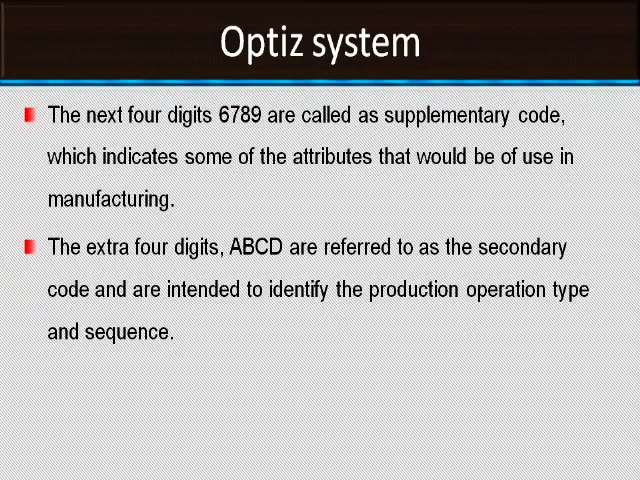 Optiz system
The next four digits 6789 are called as supplementary code,
which indicates some of the attributes that would be of use in
manufacturing.
The extra four digits, ABCD are referred to as the secondary
code and are intended to identify the production operation type
and sequence.